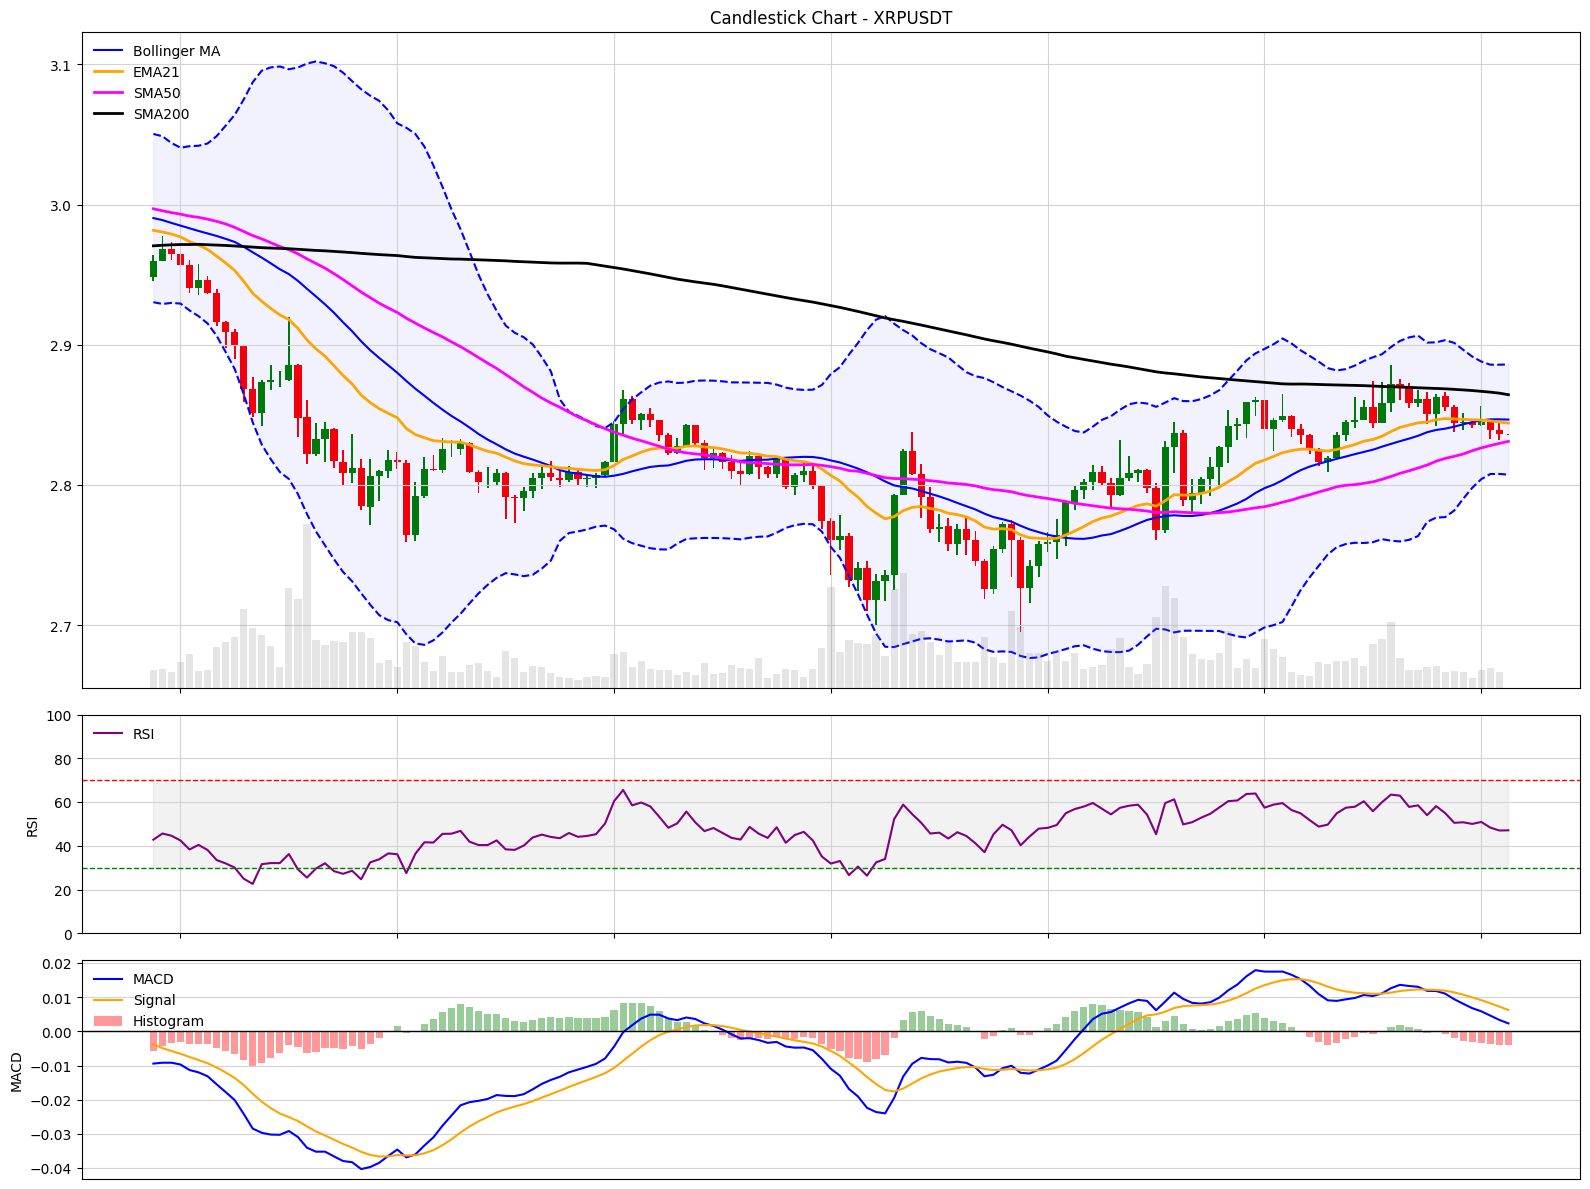 Candlestick Chart - XRPUSDT
Bollinger MA
EMA21
SMA50
SMA200
3.1
3.0
2.9
2.8
2.7
RSI
100
80
60
40
20
0
RSI
MACD
Signal
Histogram
0.02
0.01
0.00
−0.01
−0.02
−0.03
−0.04
MACD